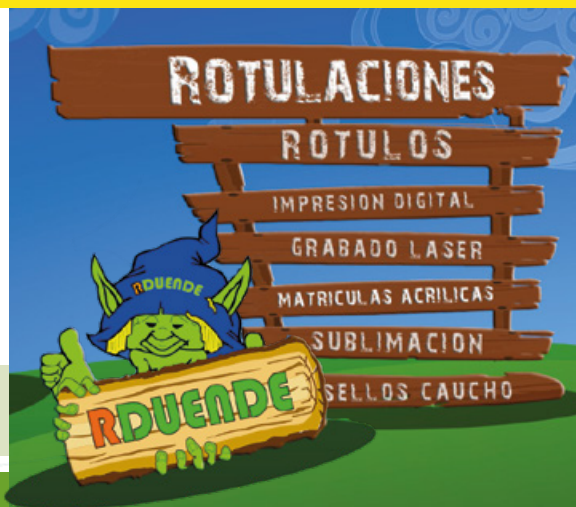 ROTULACIONES
ROTULOS
IMPRESION DIGITAL
GRABADO LASER
MATRICULAS ACRILICAS
SUBLIMACION
SELLOS CAUCHO
RDUENDE
RDUENDE